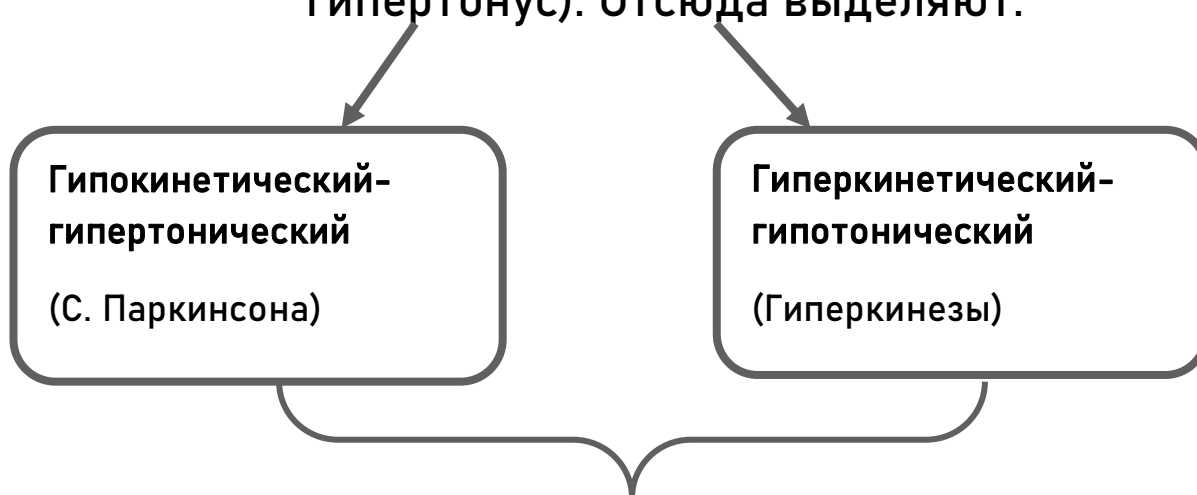 гипертонус). Отсюда выделяют:
Гипокинетический-
гипертонический
(С. Паркинсона)
Гиперкинетический-
гипотонический
(Гиперкинезы)